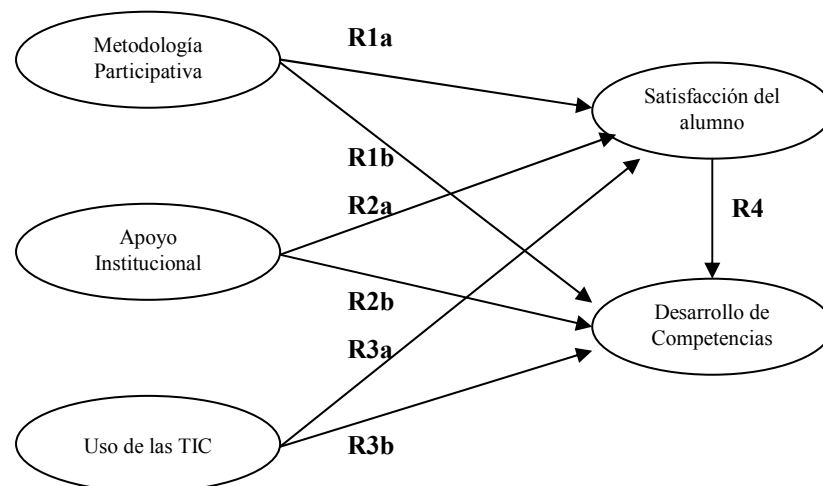 R1a
Metodología
Participativa
Satisfacción del
alumno
R1b
R2a
R4
Apoyo
Institucional
R2b
Desarrollo de
Competencias
R3a
Uso de las TIC
R3b